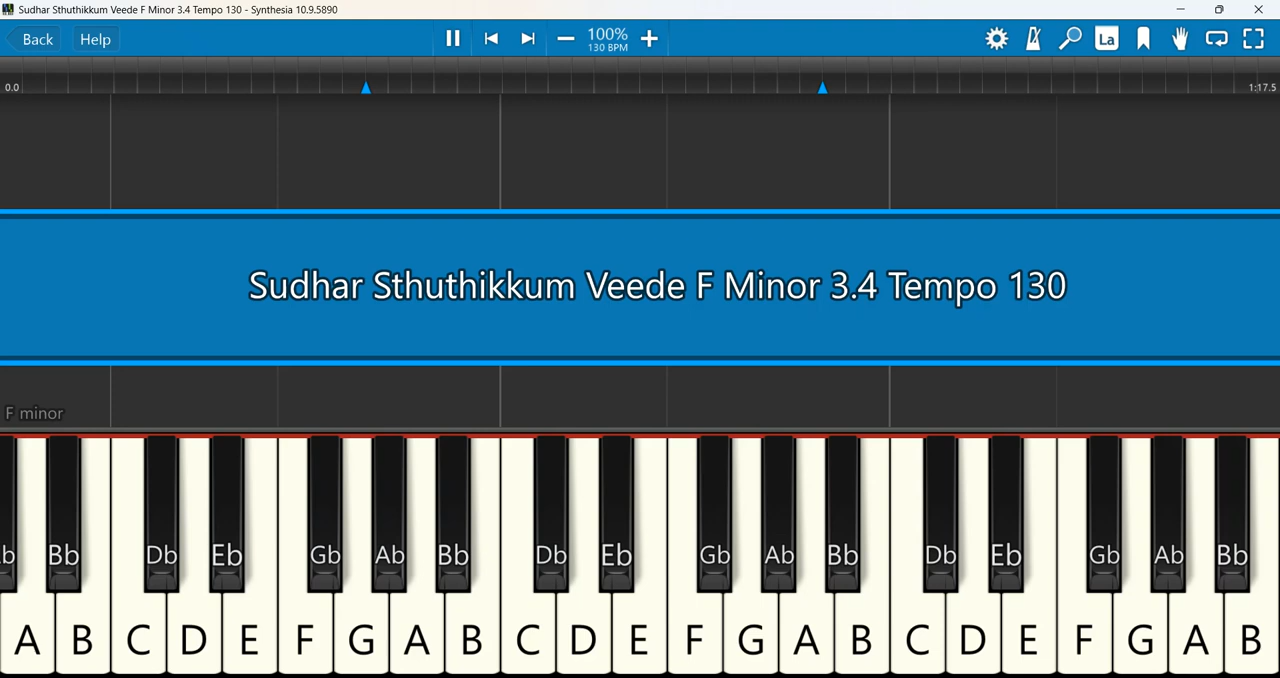 Sudhar Sthuthikkum Veede F Minor 3.4 Tempo 130 - Synthesia 10.9.5890
Back Help 100% La
130 BPM
0.0 1:17.5
Sudhar Sthuthikkum Veede F Minor 3.4 Tempo 130
F minor
Bb Db Eb Gb Ab Bb Db Eb Gb Ab Bb Db Eb Gb Ab Bb
A B C D E F G A B C D E F G A B C D E F G A B